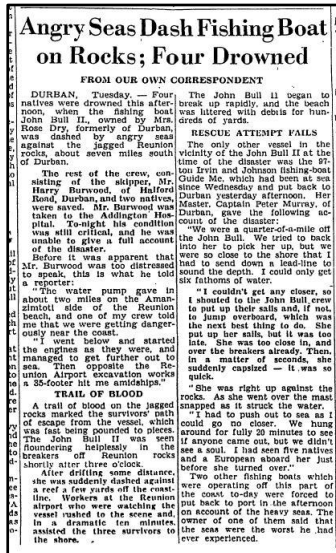 Angry Seas Dash Fishing Boat
on Rocks; Four Drowned
FROM OUR OWN CORRESPONDENT
DURBAN, Tuesday. — Four
natives were drowned this after-
noon, when the fishing boat
John Bull II., owned by Mrs.
Rose Dry, formerly of Durban,
was dashed by angry seas
against the jagged Reunion
rocks, about seven miles south
of Durban.
The rest of the crew, con-
sisting of the skipper, Mr.
Harry Burwood, of Halford
Road, Durban, and two natives,
were saved. Mr. Burwood was
taken to the Addington Hos-
pital. To-night his condition
was still critical, and he was
unable to give a full account
of the disaster.
Before it was apparent that
Mr. Burwood was too distressed
to speak, this is what he told
a reporter:
"The water pump gave in
about two miles on the Aman-
zimtoti side of the Reunion
beach, and one of my crew told
me that we were getting danger-
ously near the coast.
"I went below and started
the engines as they were, and
managed to get further out to
sea. Then opposite the Re-
union Airport excavation works
a 35-footer hit me amidships."
TRAIL OF BLOOD
A trail of blood on the jagged
rocks marked the survivors' path
of escape from the vessel, which
was fast being pounded to pieces.
The John Bull II was seen
floundering helplessly in the
breakers off Reunion rocks
shortly after three o'clock.
After drifting some distance,
she was suddenly dashed against
a reef a few yards off the coast-
line. Workers at the Reunion
airport who were watching the
vessel rushed to the scene and,
in a dramatic ten minutes,
assisted the three survivors to
the shore.
The John Bull II began to
break up rapidly, and the beach
was littered with debris for hun-
dreds of yards.
RESCUE ATTEMPT FAILS
The only other vessel in the
vicinity of the John Bull II at the
time of the disaster was the 97-
ton Irvin and Johnson fishing-boat
Guide Me, which had been at sea
since Wednesday and put back to
Durban yesterday afternoon. Her
Master, Captain Peter Murray, of
Durban, gave the following ac-
count of the disaster:
"We were a quarter-of-a-mile off
the John Bull. We tried to back
into her to pick her up, but we
were so close to the shore that I
had to send down a lead-line to
sound the depth. I could only get
six fathoms of water.
"I couldn't get any closer, so
I shouted to the John Bull crew
to put up their sails and, if not,
to jump overboard, which was
the next best thing to do. She
put up her sails, but it was too
late. She was too close in, and
over the breakers already. Then,
in a matter of seconds, she
suddenly capsized — it was so
quick.
"She was right up against the
rocks. As she went over the mast
snapped as it struck the water.
"I had to push out to sea as I
could go no closer. We hung
around for fully 20 minutes to see
if anyone came out, but we didn't
see a soul. I had seen five natives
and a European aboard her just
before she turned over."
Two other fishing boats which
were operating off this part of
the coast to-day were forced to
put back to port in the afternoon
on account of the heavy seas. The
owner of one of them said that
the seas were the worst he had
ever experienced.